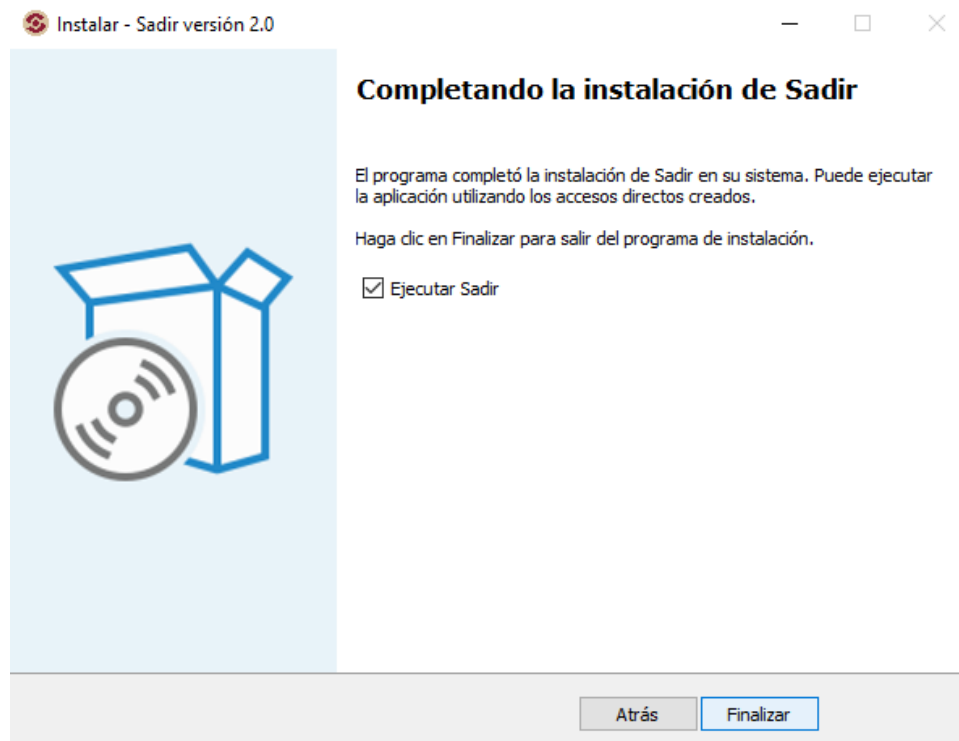 Instalar - Sadir versión 2.0
Completando la instalación de Sadir
El programa completó la instalación de Sadir en su sistema. Puede ejecutar
la aplicación utilizando los accesos directos creados.
Haga clic en Finalizar para salir del programa de instalación.
Ejecutar Sadir
Atrás
Finalizar